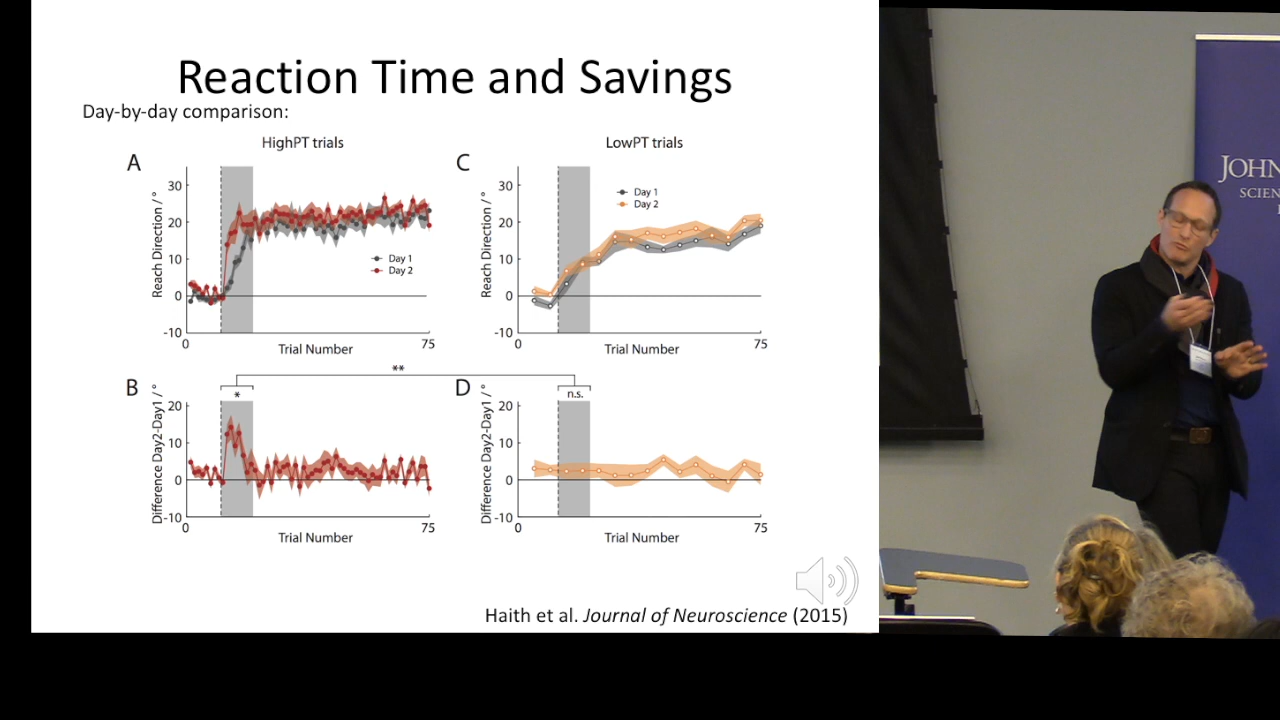 Reaction Time and Savings
Day-by-day comparison:
HighPT trials
A
Reach Direction / °
30
20
10
0
-10
Day 1
Day 2
0
75
Trial Number
LowPT trials
C
Reach Direction / °
30
20
10
0
-10
Day 1
Day 2
0
75
Trial Number
**
B
Difference Day2-Day1 / °
20
10
0
-10
*
0
75
Trial Number
D
Difference Day2-Day1 / °
20
10
0
-10
n.s.
0
75
Trial Number
Haith et al. Journal of Neuroscience (2015)
JOHN
SCIEN